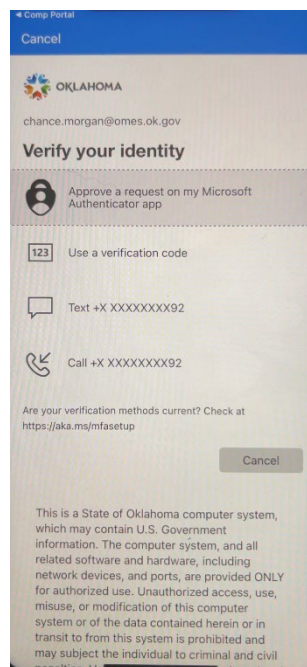 ◀ Comp Portal
Cancel
OKLAHOMA
chance.morgan@omes.ok.gov
Verify your identity
Approve a request on my Microsoft
Authenticator app
123 Use a verification code
Text +X XXXXXXXX92
Call +X XXXXXXXX92
Are your verification methods current? Check at
https://aka.ms/mfasetup
Cancel
This is a State of Oklahoma computer system,
which may contain U.S. Government
information. The computer system, and all
related software and hardware, including
network devices, and ports, are provided ONLY
for authorized use. Unauthorized access, use,
misuse, or modification of this computer
system or of the data contained herein or in
transit to from this system is prohibited and
may subject the individual to criminal and civil